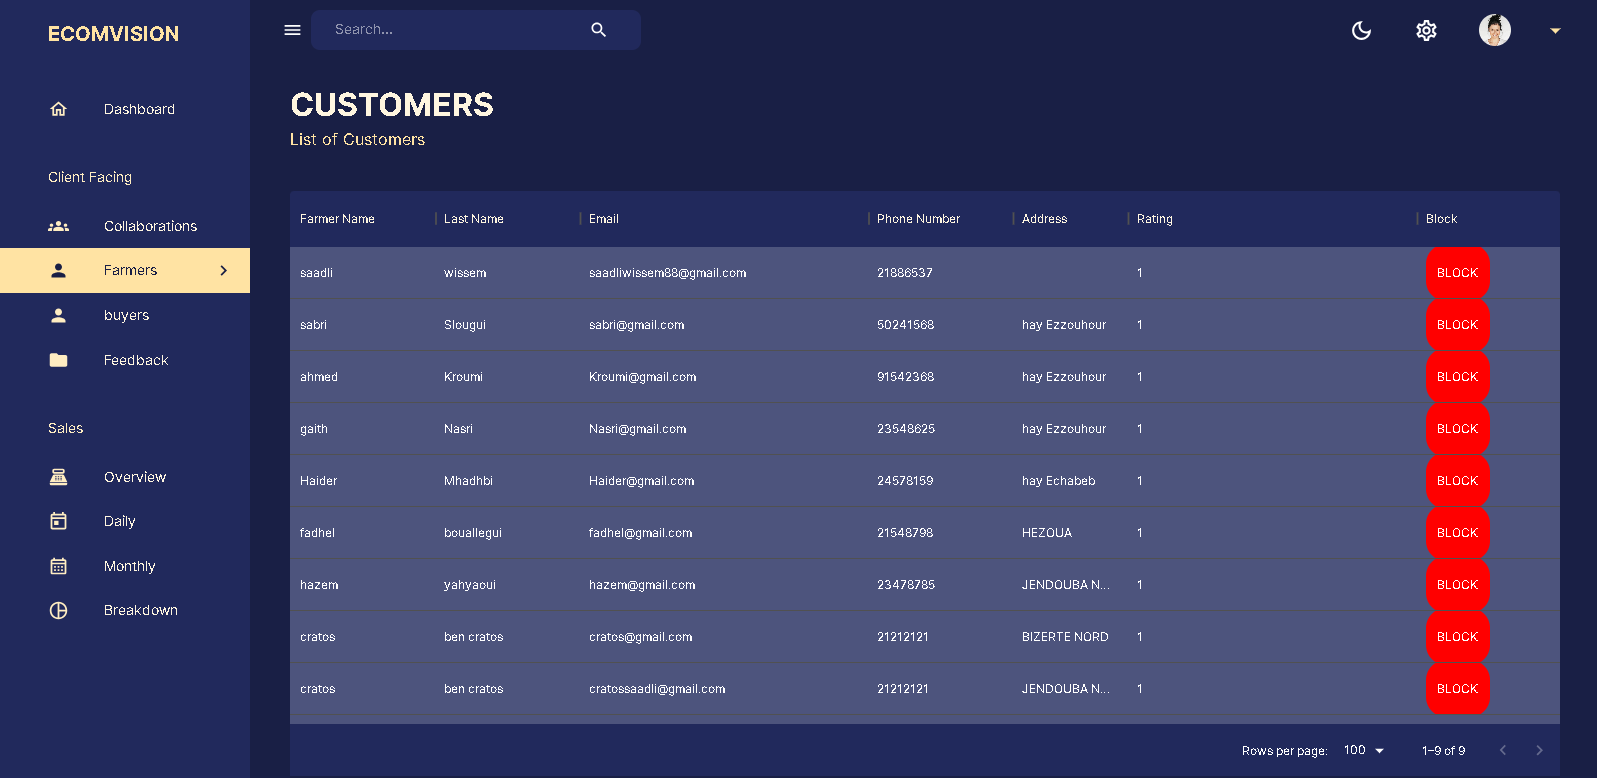 ECOMVISION
Search...
Dashboard
Client Facing
Collaborations
Farmers
buyers
Feedback
Sales
Overview
Daily
Monthly
Breakdown
CUSTOMERS
List of Customers
Farmer Name Last Name Email Phone Number Address Rating Block
saadli wissem saadliwissem88@gmail.com 21886537 1 BLOCK
sabri Slougui sabri@gmail.com 50241568 hay Ezzouhour 1 BLOCK
ahmed Kroumi Kroumi@gmail.com 91542368 hay Ezzouhour 1 BLOCK
gaith Nasri Nasri@gmail.com 23548625 hay Ezzouhour 1 BLOCK
Haider Mhadhbi Haider@gmail.com 24578159 hay Echabeb 1 BLOCK
fadhel bouallegui fadhel@gmail.com 21548798 HEZOUA 1 BLOCK
hazem yahyaoui hazem@gmail.com 23478785 JENDOUBA N... 1 BLOCK
cratos ben cratos cratos@gmail.com 21212121 BIZERTE NORD 1 BLOCK
cratos ben cratos cratossaadli@gmail.com 21212121 JENDOUBA N... 1 BLOCK
Rows per page: 100 1–9 of 9